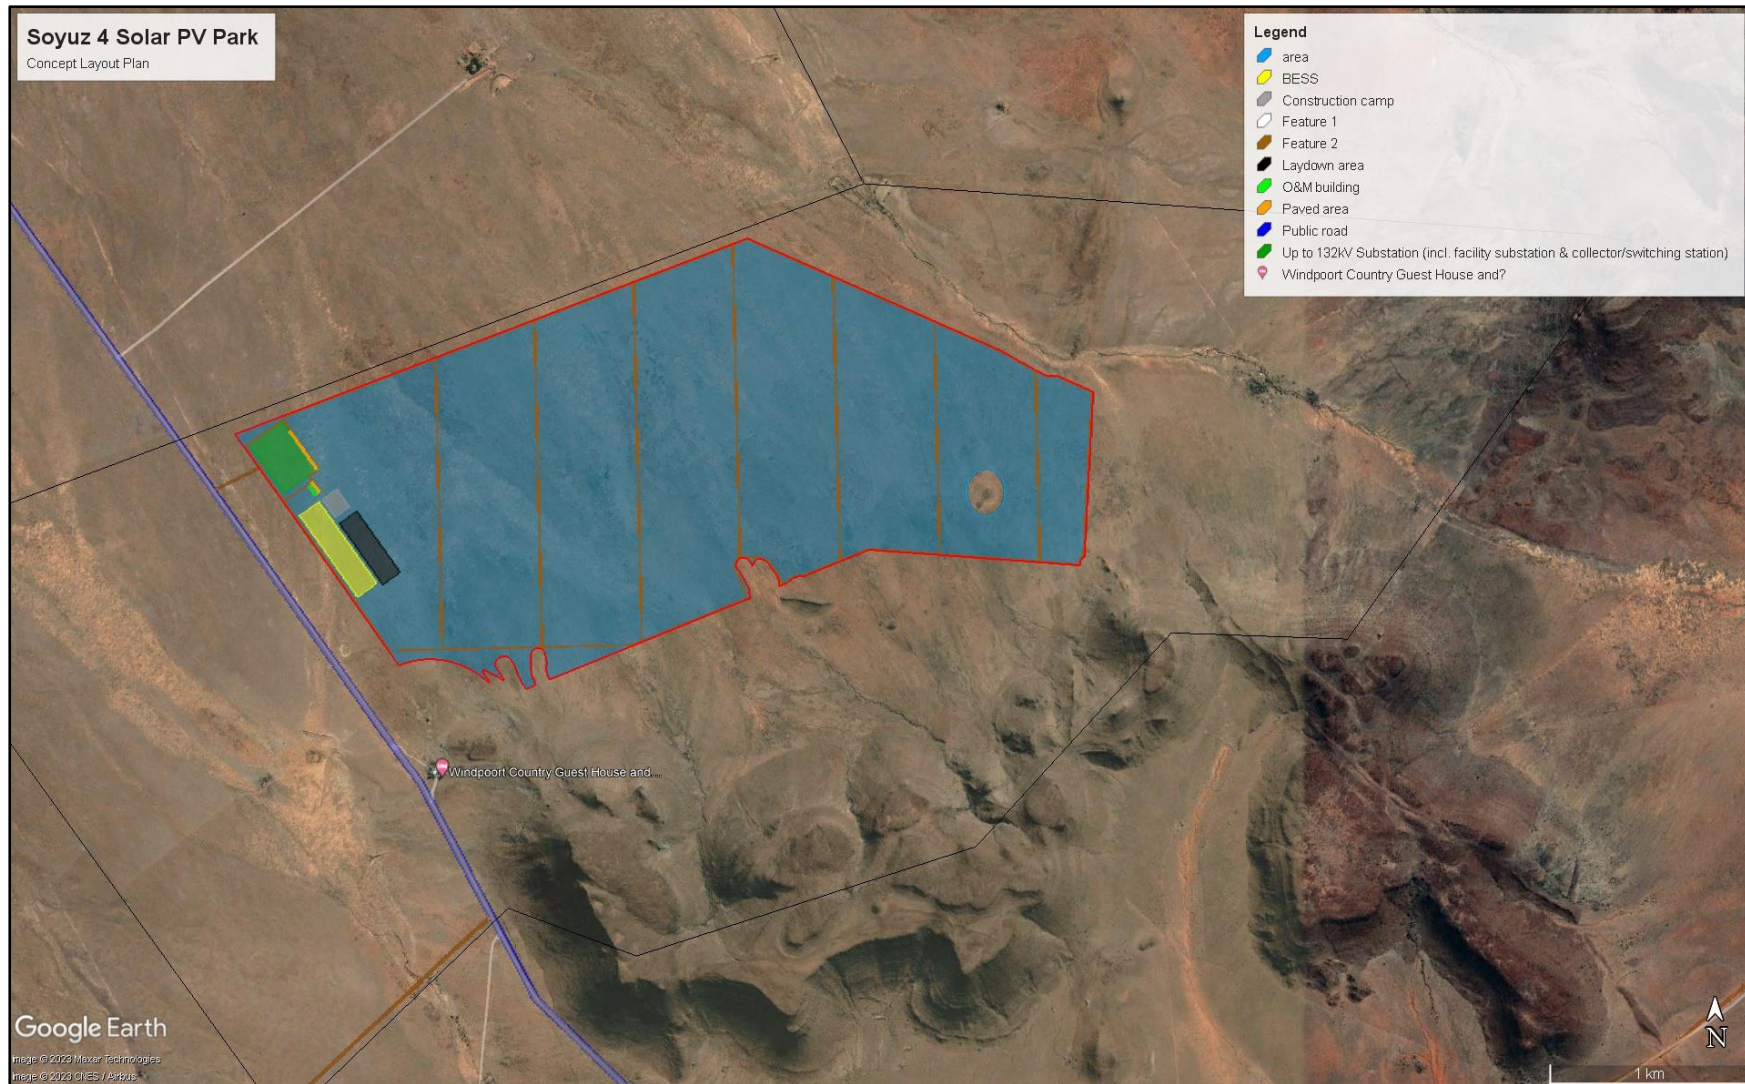 Soyuz 4 Solar PV Park
Concept Layout Plan
Legend
area
BESS
Construction camp
Feature 1
Feature 2
Laydown area
O&M building
Paved area
Public road
Up to 132kV Substation (incl. facility substation & collector/switching station)
Windpoort Country Guest House and?
Windpoort Country Guest House and...
Google Earth
Image © 2023 Maxar Technologies
Image © 2023 CNES / Airbus
N
1 km